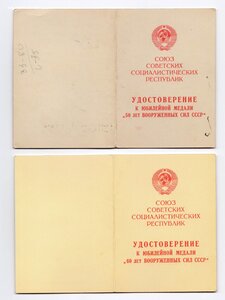 СОЮЗ
СОВЕТСКИХ
СОЦИАЛИСТИЧЕСКИХ
РЕСПУБЛИК
УДОСТОВЕРЕНИЕ
К ЮБИЛЕЙНОЙ МЕДАЛИ
„50 ЛЕТ ВООРУЖЕННЫХ СИЛ СССР"
СОЮЗ
СОВЕТСКИХ
СОЦИАЛИСТИЧЕСКИХ
РЕСПУБЛИК
УДОСТОВЕРЕНИЕ
К ЮБИЛЕЙНОЙ МЕДАЛИ
„60 ЛЕТ ВООРУЖЕННЫХ СИЛ СССР"